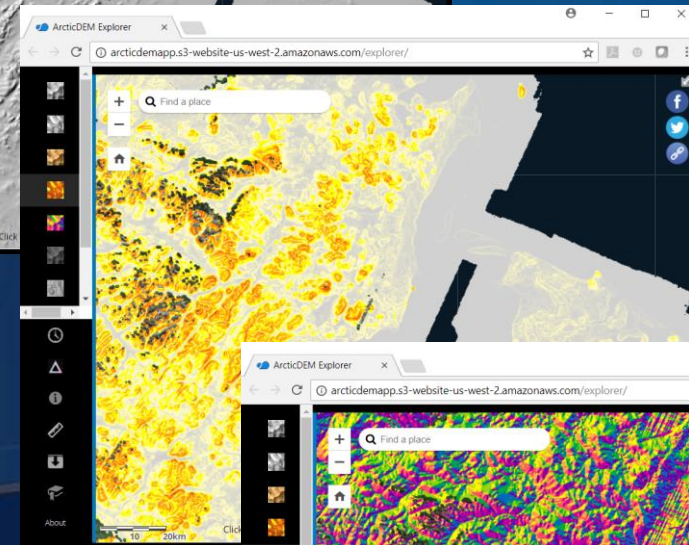 ArcticDEM Explorer
arcticdemapp.s3-website-us-west-2.amazonaws.com/explorer/
Find a place
Click
About
10 20km
Click
ArcticDEM Explorer
arcticdemapp.s3-website-us-west-2.amazonaws.com/explorer/
Find a place